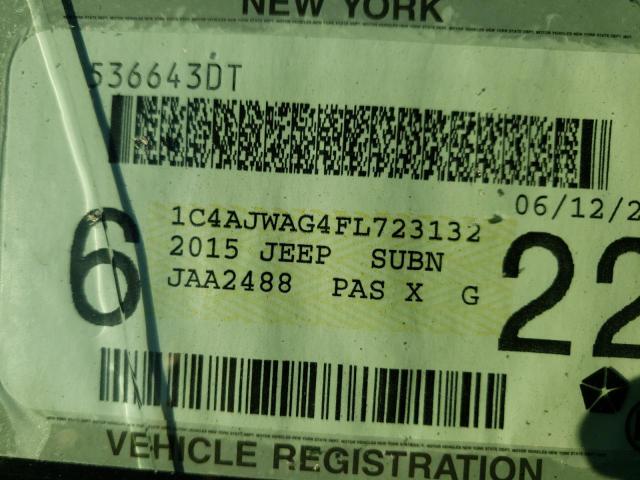 NEW YORK
536643DT
06/12/2
1C4AJWAG4FL723132
2015 JEEP SUBN
JAA2488 PAS X G
6
22
VEHICLE REGISTRATION